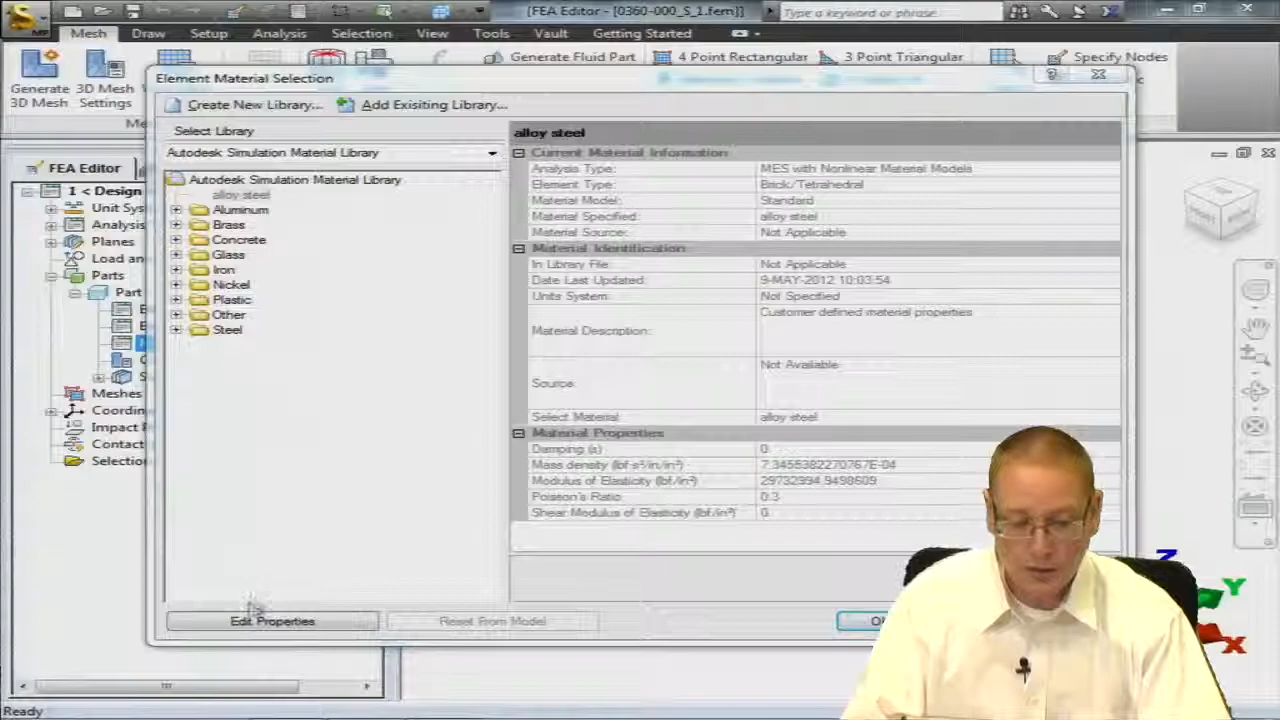 [FEA Editor - [0360-000_S_1.fem]]
Type a keyword or phrase
Mesh Draw Setup Analysis Selection View Vault Tools Getting Started
Generate 3D Mesh
3D Mesh Settings
Generate Fluid Part
4 Point Rectangular
3 Point Triangular
Specify Nodes
Element Material Selection
Create New Library...
Add Exisiting Library...
Select Library
Autodesk Simulation Material Library
Autodesk Simulation Material Library
alloy steel
Aluminum
Brass
Concrete
Glass
Iron
Nickel
Plastic
Other
Steel
alloy steel
Current Material Information
Analysis Type: MES with Nonlinear Material Models
Element Type: Brick/Tetrahedral
Material Model: Standard
Material Specified: alloy steel
Material Source: Not Applicable
Material Identification
In Library File: Not Applicable
Date Last Updated: 9-MAY-2012 10:03:54
Units System: Not Specified
Material Description: Customer defined material properties
Source: Not Available
Select Material alloy steel
Material Properties
Damping (s) 0
Mass density (lbf·s²/in/in³) 7.3455382270767E-04
Modulus of Elasticity (lbf/in²) 29732994.9498609
Poisson's Ratio 0.3
Shear Modulus of Elasticity (lbf/in²) 0
Edit Properties
Reset From Model
FEA Editor
1 < Design
Unit Sys
Analysis
Planes
Load an
Parts
Part
Meshes
Coordin
Impact P
Contact
Selectio
Z
Y
X
Ready